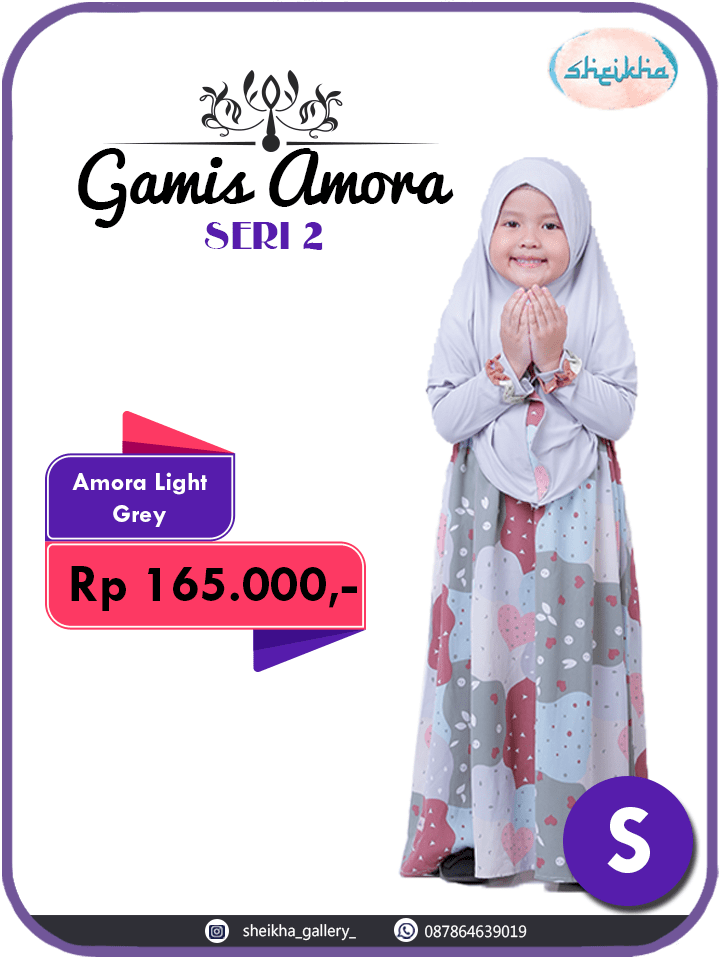 sheikha
Gamis Amora
SERI 2
Amora Light
Grey
Rp 165.000,-
S
sheikha_gallery_ 087864639019